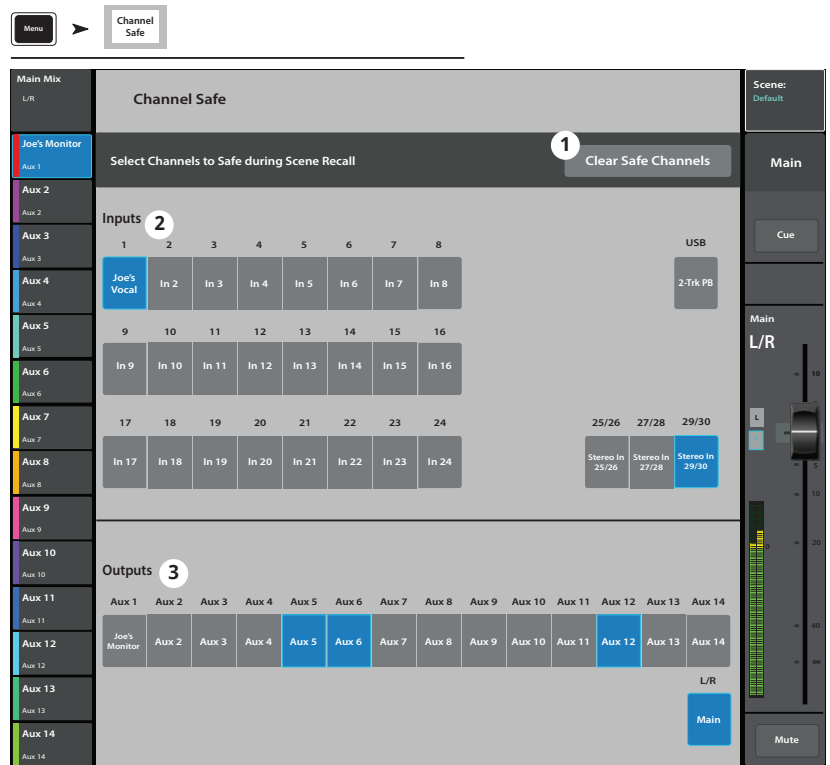 Menu
Channel
Safe
Main Mix
L/R
Channel Safe
Scene:
Default
Joe's Monitor
Aux 1
Select Channels to Safe during Scene Recall
1
Clear Safe Channels
Main
Aux 2
Aux 2
Aux 3
Aux 3
Aux 4
Aux 4
Aux 5
Aux 5
Aux 6
Aux 6
Aux 7
Aux 7
Aux 8
Aux 8
Aux 9
Aux 9
Aux 10
Aux 10
Aux 11
Aux 11
Aux 12
Aux 12
Aux 13
Aux 13
Aux 14
Aux 14
Inputs 2
1 2 3 4 5 6 7 8 USB
Joe's Vocal In 2 In 3 In 4 In 5 In 6 In 7 In 8 2-Trk PB
9 10 11 12 13 14 15 16
In 9 In 10 In 11 In 12 In 13 In 14 In 15 In 16
17 18 19 20 21 22 23 24 25/26 27/28 29/30
In 17 In 18 In 19 In 20 In 21 In 22 In 23 In 24 Stereo In 25/26 Stereo In 27/28 Stereo In 29/30
Outputs 3
Aux 1 Aux 2 Aux 3 Aux 4 Aux 5 Aux 6 Aux 7 Aux 8 Aux 9 Aux 10 Aux 11 Aux 12 Aux 13 Aux 14
Joe's Monitor Aux 2 Aux 3 Aux 4 Aux 5 Aux 6 Aux 7 Aux 8 Aux 9 Aux 10 Aux 11 Aux 12 Aux 13 Aux 14
L/R
Main
Cue
Main
L/R
10
L
5
10
20
40
∞
Mute